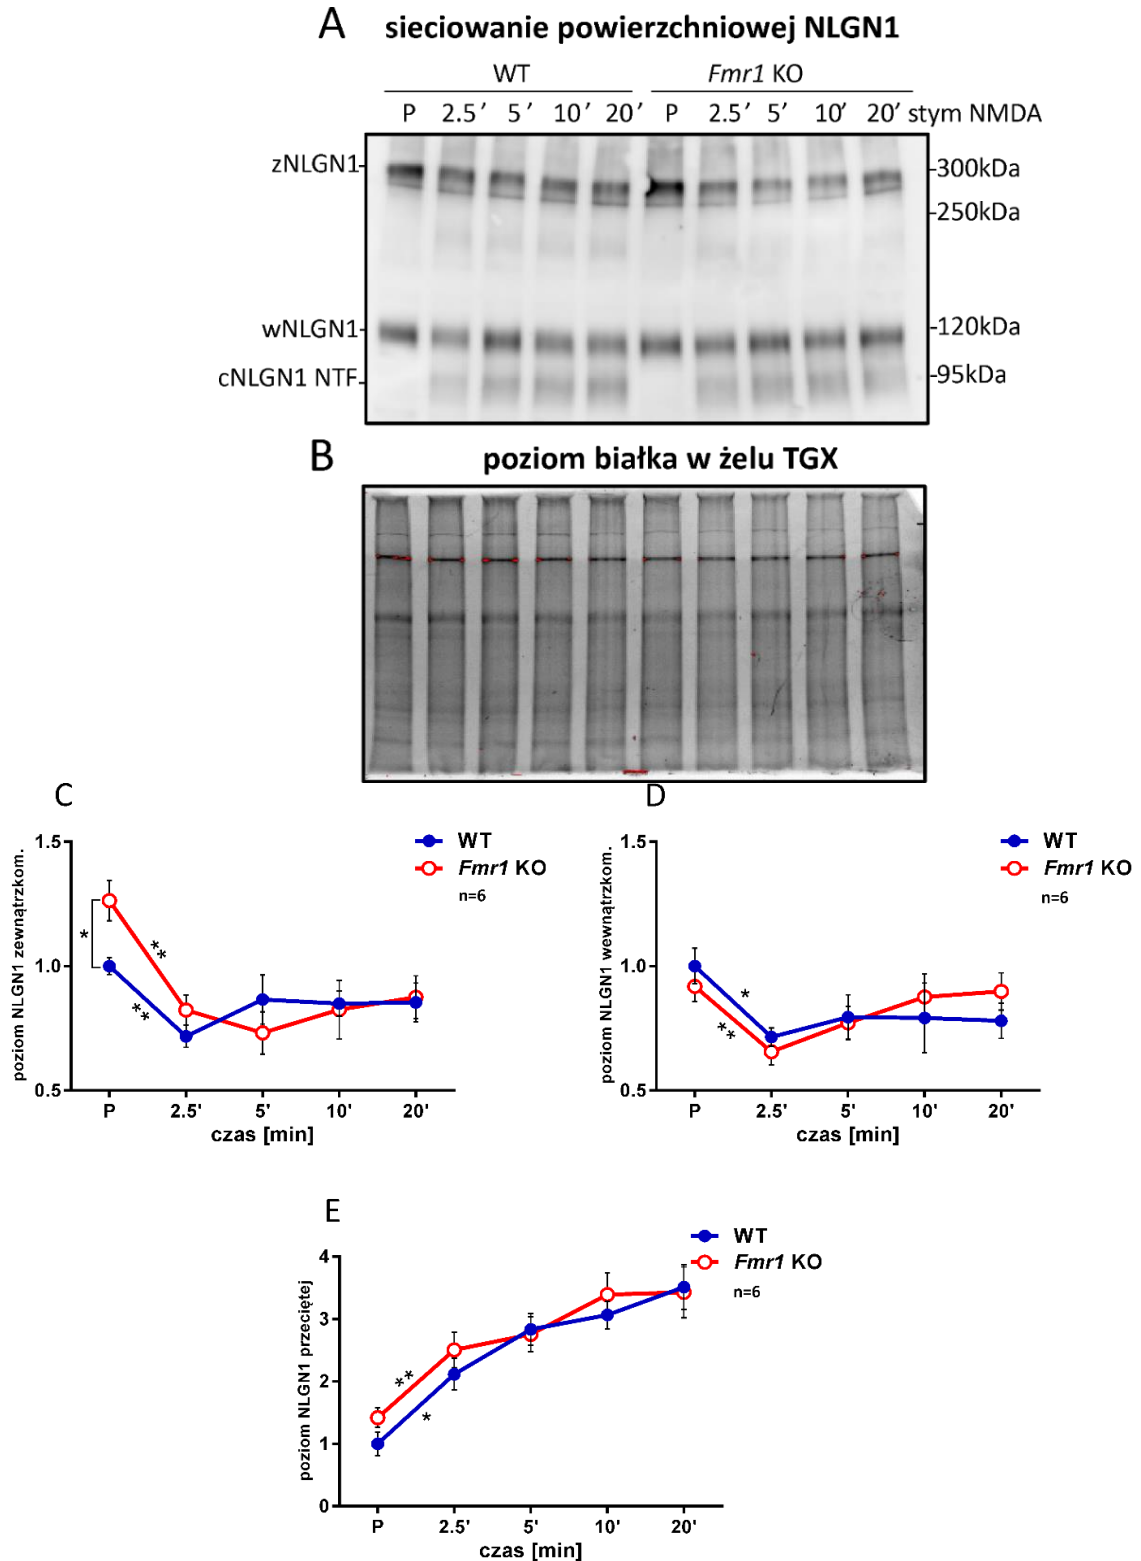 A sieciowanie powierzchniowej NLGN1
WT Fmr1 KO
P 2.5′ 5′ 10′ 20′ P 2.5′ 5′ 10′ 20′ stym NMDA
zNLGN1- -300kDa
-250kDa
wNLGN1- -120kDa
cNLGN1 NTF- -95kDa
B poziom białka w żelu TGX
C
poziom NLGN1 zewnątrzkom.
1.5
1.0
0.5
* ** **
WT
Fmr1 KO
n=6
P 2.5' 5' 10' 20'
czas [min]
D
poziom NLGN1 wewnątrzkom.
1.5
1.0
0.5
* **
WT
Fmr1 KO
n=6
P 2.5' 5' 10' 20'
czas [min]
E
poziom NLGN1 przeciętej
4
3
2
1
0
** *
WT
Fmr1 KO
n=6
P 2.5' 5' 10' 20'
czas [min]